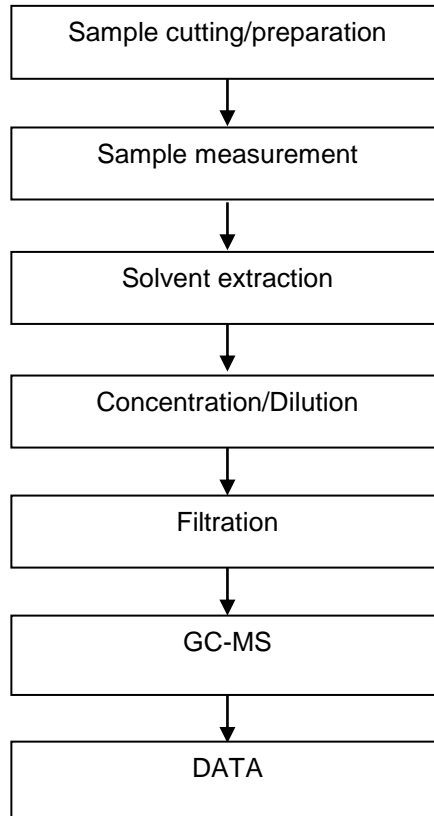 Sample cutting/preparation
Sample measurement
Solvent extraction
Concentration/Dilution
Filtration
GC-MS
DATA